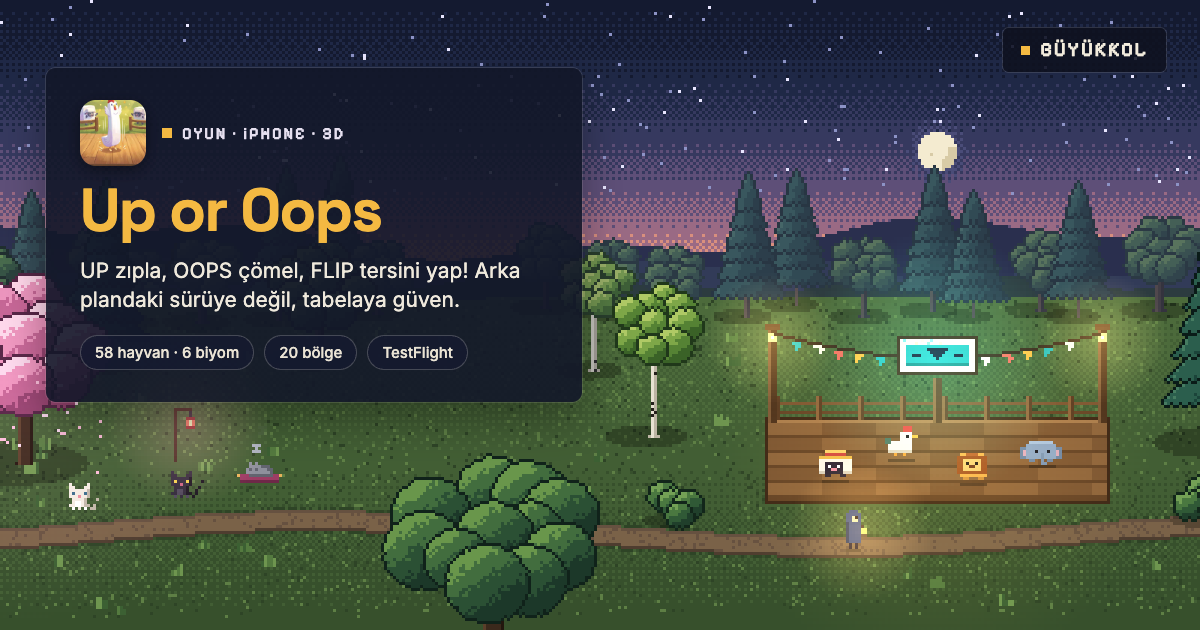 BÜYÜKKOL
OYUN · İPHONE · 3D
Up or Oops
UP zıpla, OOPS çömel, FLIP tersini yap! Arka
plandaki sürüye değil, tabelaya güven.
58 hayvan · 6 biyom
20 bölge
TestFlight